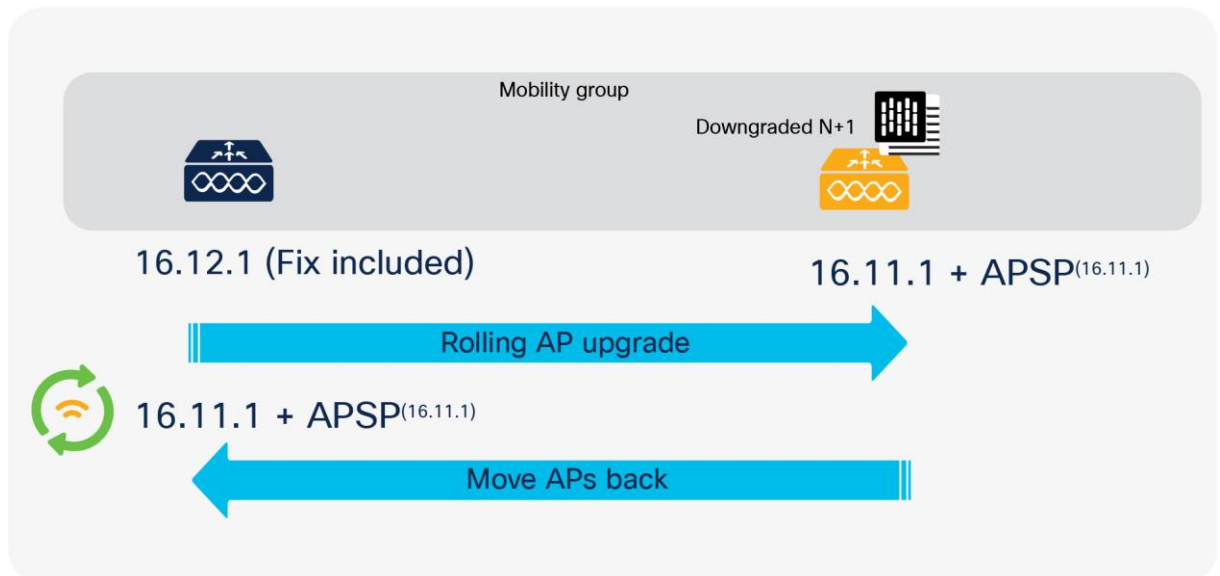 Mobility group
Downgraded N+1
16.12.1 (Fix included)
16.11.1 + APSP(16.11.1)
Rolling AP upgrade
16.11.1 + APSP(16.11.1)
Move APs back